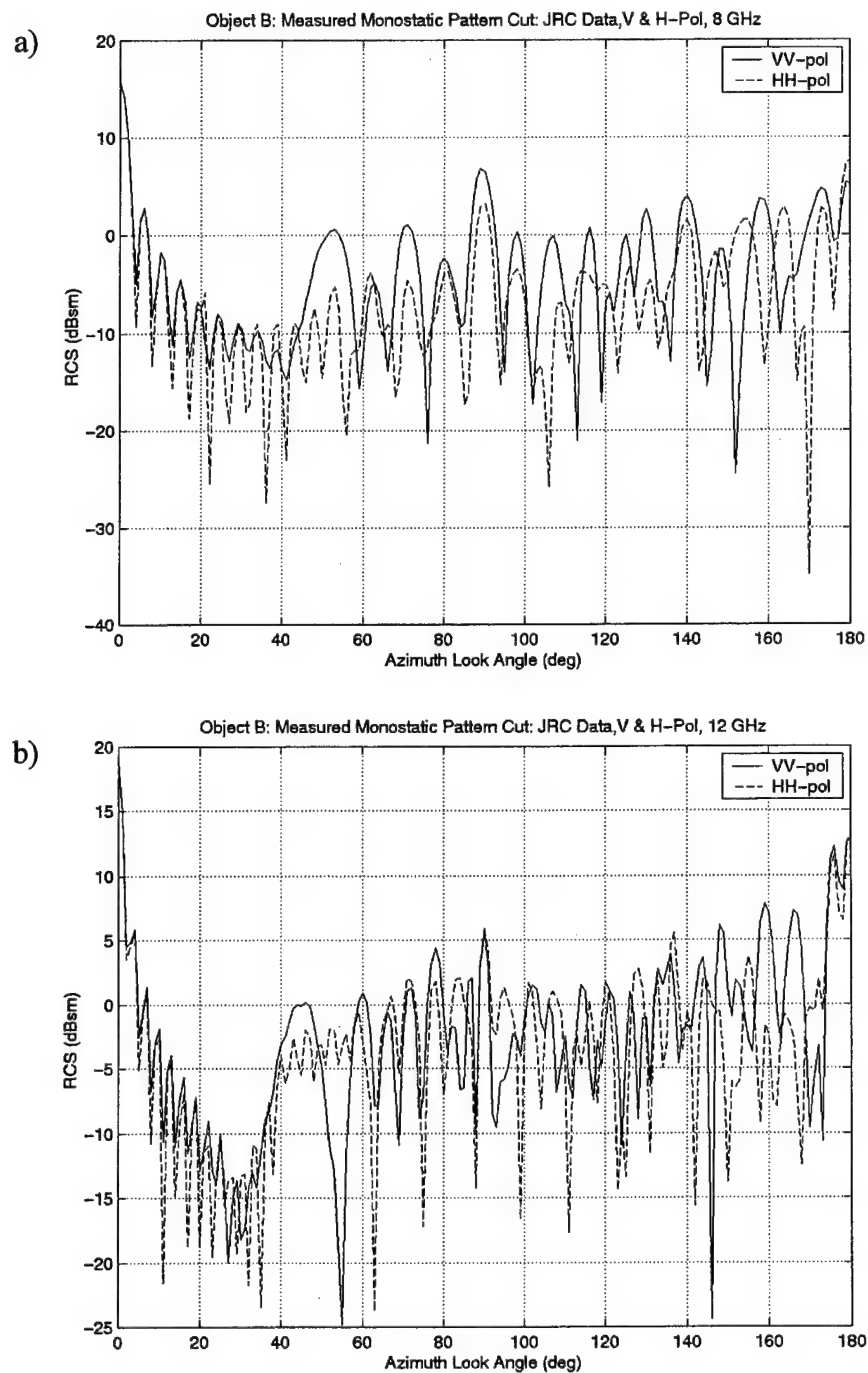 a)
Object B: Measured Monostatic Pattern Cut: JRC Data,V & H-Pol, 8 GHz
VV-pol
HH-pol
20
10
0
-10
-20
-30
-40
RCS (dBsm)
0 20 40 60 80 100 120 140 160 180
Azimuth Look Angle (deg)
b)
Object B: Measured Monostatic Pattern Cut: JRC Data,V & H-Pol, 12 GHz
VV-pol
HH-pol
20
15
10
5
0
-5
-10
-15
-20
-25
RCS (dBsm)
0 20 40 60 80 100 120 140 160 180
Azimuth Look Angle (deg)